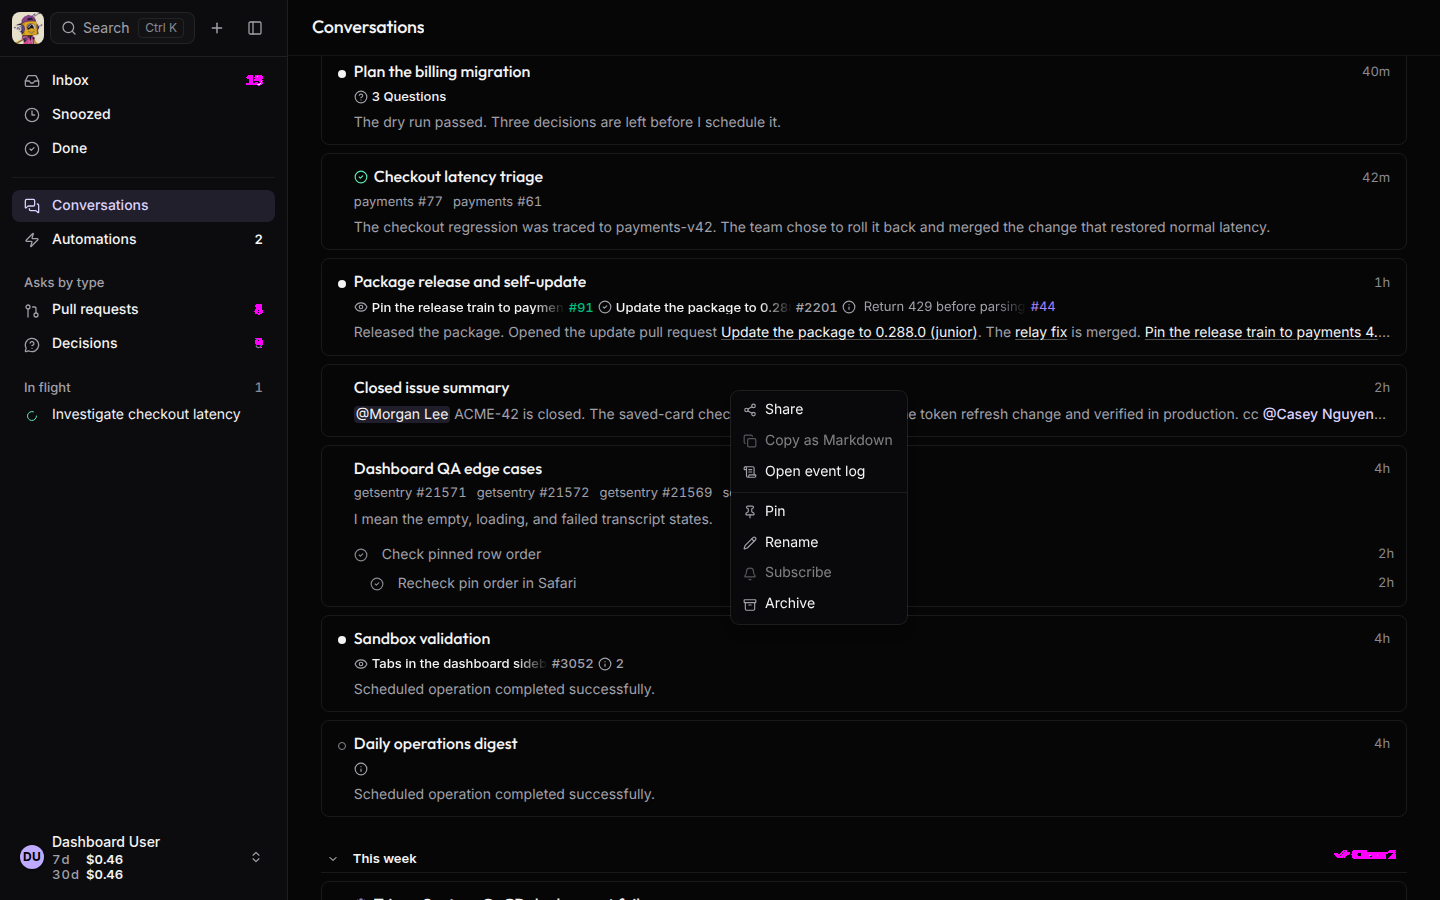 Search Ctrl K
Conversations
Inbox
Snoozed
Done
Conversations
Automations 2
Asks by type
Pull requests
Decisions
In flight 1
Investigate checkout latency
Dashboard User
7d $0.46
30d $0.46
DU
Plan the billing migration 40m
3 Questions
The dry run passed. Three decisions are left before I schedule it.
Checkout latency triage 42m
payments #77 payments #61
The checkout regression was traced to payments-v42. The team chose to roll it back and merged the change that restored normal latency.
Package release and self-update 1h
Pin the release train to paymen #91 Update the package to 0.28 #2201 Return 429 before parsing #44
Released the package. Opened the update pull request Update the package to 0.288.0 (junior). The relay fix is merged. Pin the release train to payments 4....
Closed issue summary 2h
@Morgan Lee ACME-42 is closed. The saved-card chec e token refresh change and verified in production. cc @Casey Nguyen...
Dashboard QA edge cases 4h
getsentry #21571 getsentry #21572 getsentry #21569
I mean the empty, loading, and failed transcript states.
Check pinned row order 2h
Recheck pin order in Safari 2h
Share
Copy as Markdown
Open event log
Pin
Rename
Subscribe
Archive
Sandbox validation 4h
Tabs in the dashboard sideb #3052 2
Scheduled operation completed successfully.
Daily operations digest 4h
Scheduled operation completed successfully.
This week